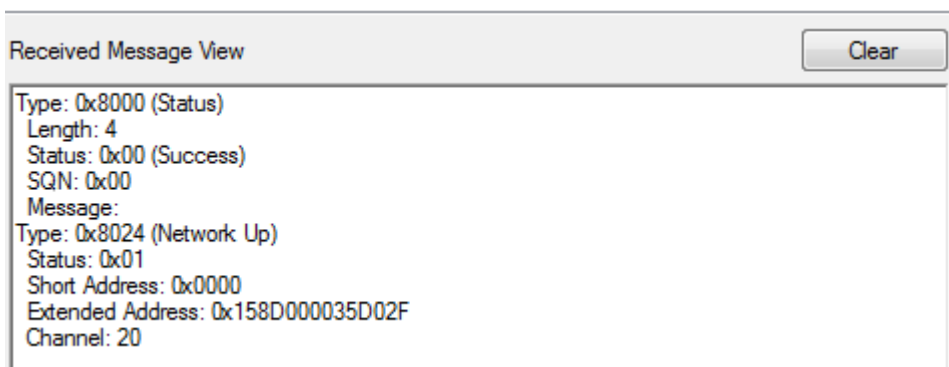 Received Message View
Clear
Type: 0x8000 (Status)
Length: 4
Status: 0x00 (Success)
SQN: 0x00
Message:
Type: 0x8024 (Network Up)
Status: 0x01
Short Address: 0x0000
Extended Address: 0x158D000035D02F
Channel: 20